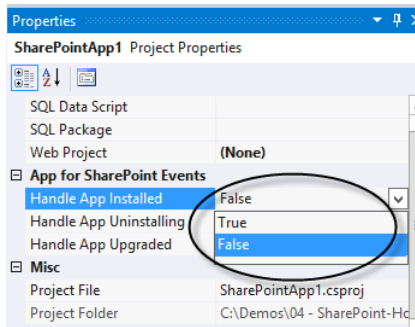 Properties
SharePointApp1 Project Properties
SQL Data Script
SQL Package
Web Project (None)
App for SharePoint Events
Handle App Installed False
Handle App Uninstalling True
Handle App Upgraded False
Misc
Project File SharePointApp1.csproj
Project Folder C:\Demos\04 - SharePoint-Ho